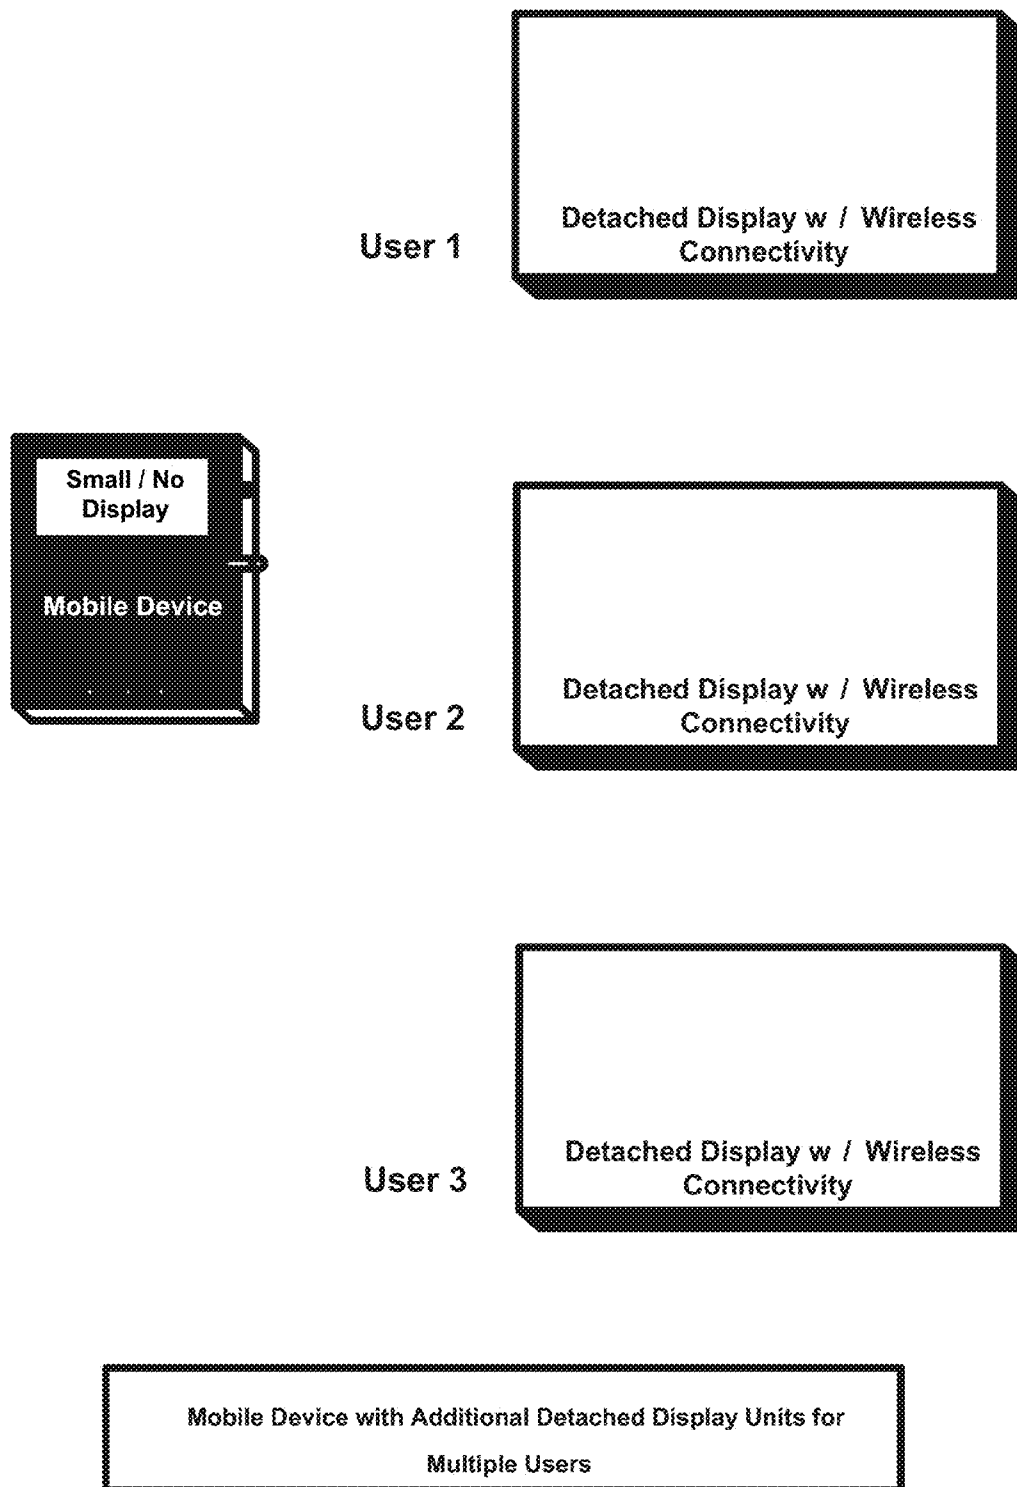 Detached Display w / Wireless
Connectivity
User 1
Small / No
Display
Mobile Device
Detached Display w / Wireless
Connectivity
User 2
Detached Display w / Wireless
Connectivity
User 3
Mobile Device with Additional Detached Display Units for
Multiple Users